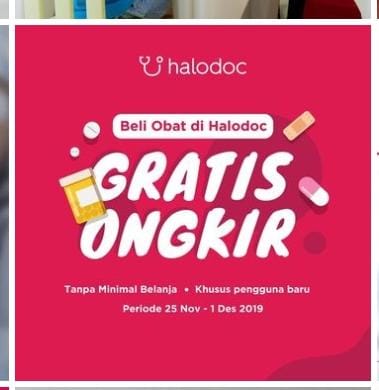 halodoc
Beli Obat di Halodoc
GRATIS
ONGKIR
Tanpa Minimal Belanja • Khusus pengguna baru
Periode 25 Nov - 1 Des 2019